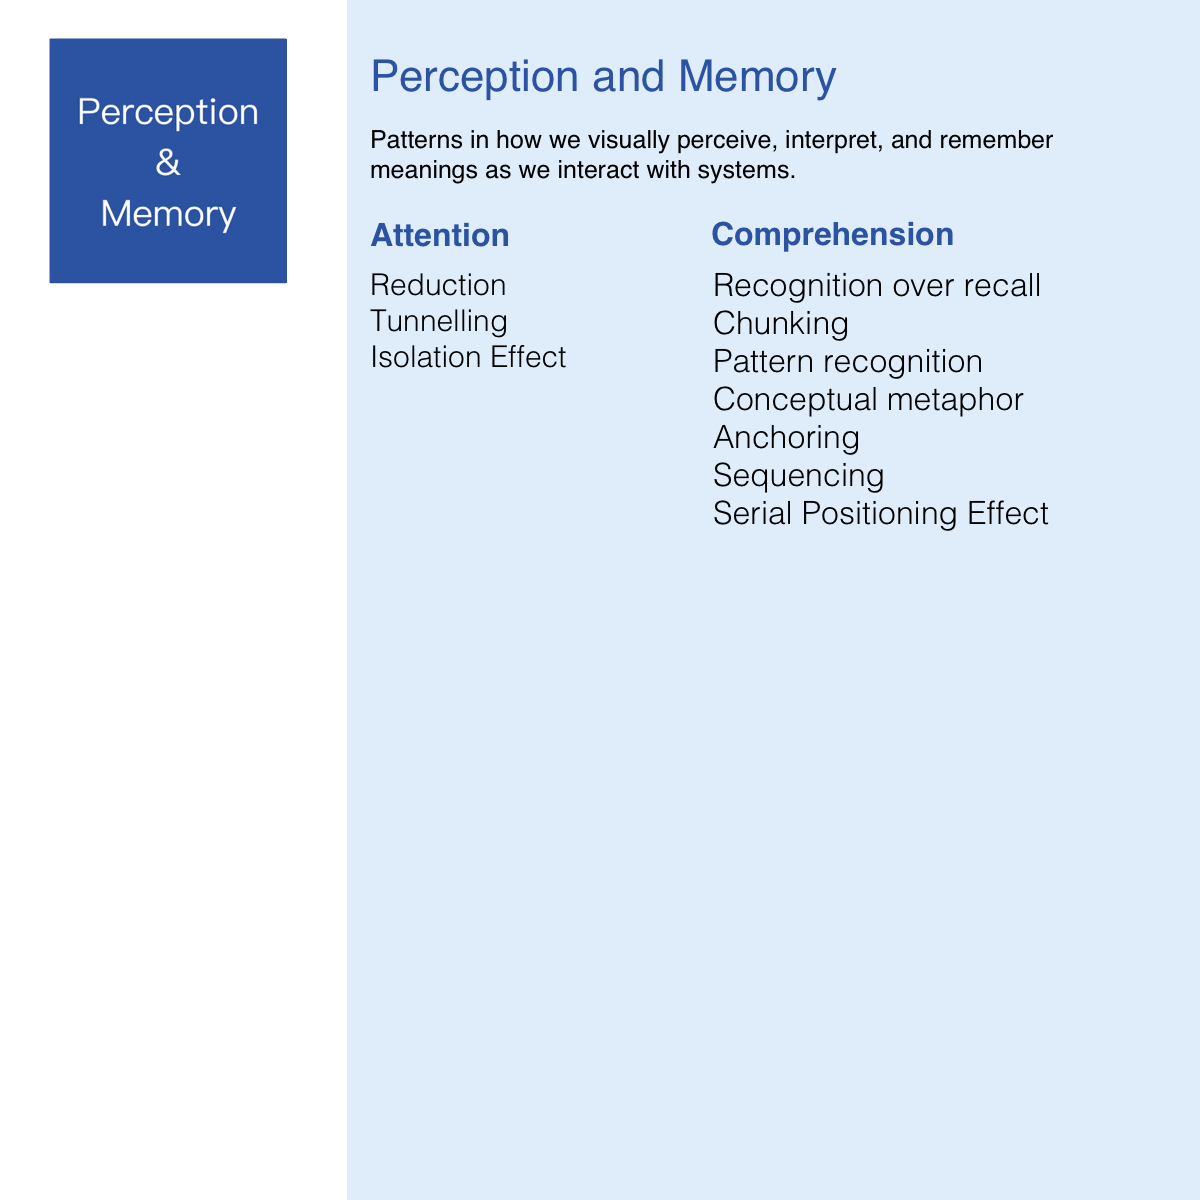 Perception
&
Memory
Perception and Memory
Patterns in how we visually perceive, interpret, and remember
meanings as we interact with systems.
Attention
Reduction
Tunnelling
Isolation Effect
Comprehension
Recognition over recall
Chunking
Pattern recognition
Conceptual metaphor
Anchoring
Sequencing
Serial Positioning Effect